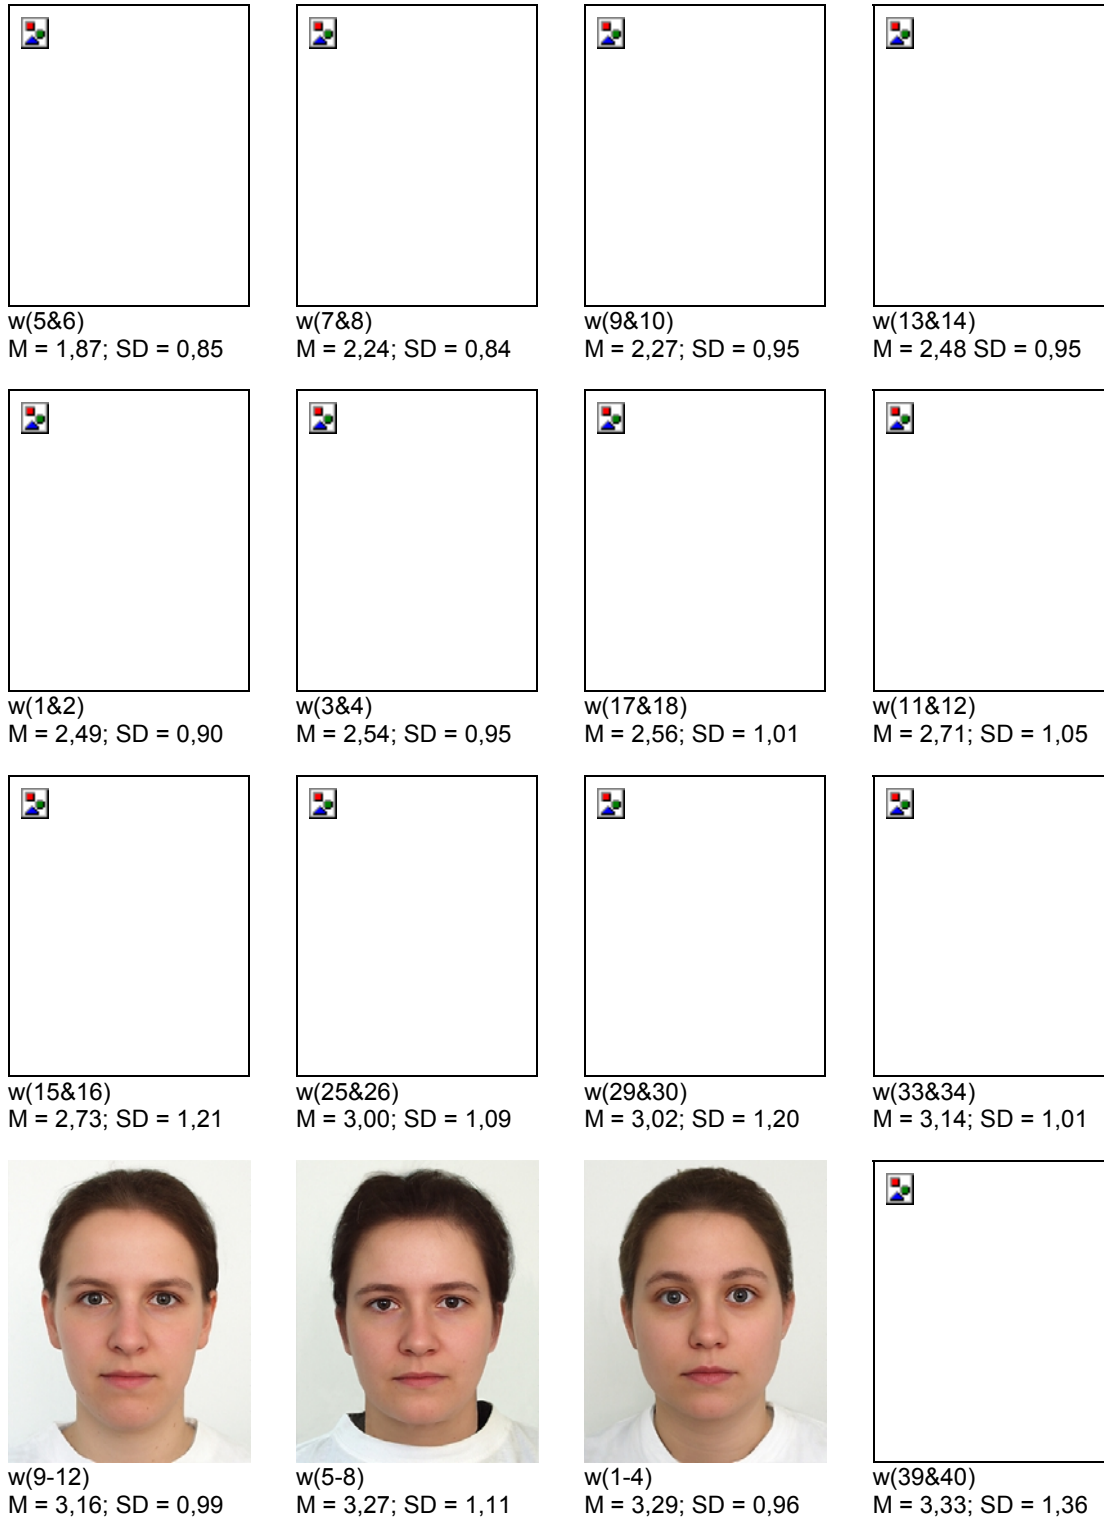 w(5&6) w(7&8) w(9&10) w(13&14)
M = 1,87; SD = 0,85 M = 2,24; SD = 0,84 M = 2,27; SD = 0,95 M = 2,48 SD = 0,95
w(1&2) w(3&4) w(17&18) w(11&12)
M = 2,49; SD = 0,90 M = 2,54; SD = 0,95 M = 2,56; SD = 1,01 M = 2,71; SD = 1,05
w(15&16) w(25&26) w(29&30) w(33&34)
M = 2,73; SD = 1,21 M = 3,00; SD = 1,09 M = 3,02; SD = 1,20 M = 3,14; SD = 1,01
w(9-12) w(5-8) w(1-4) w(39&40)
M = 3,16; SD = 0,99 M = 3,27; SD = 1,11 M = 3,29; SD = 0,96 M = 3,33; SD = 1,36